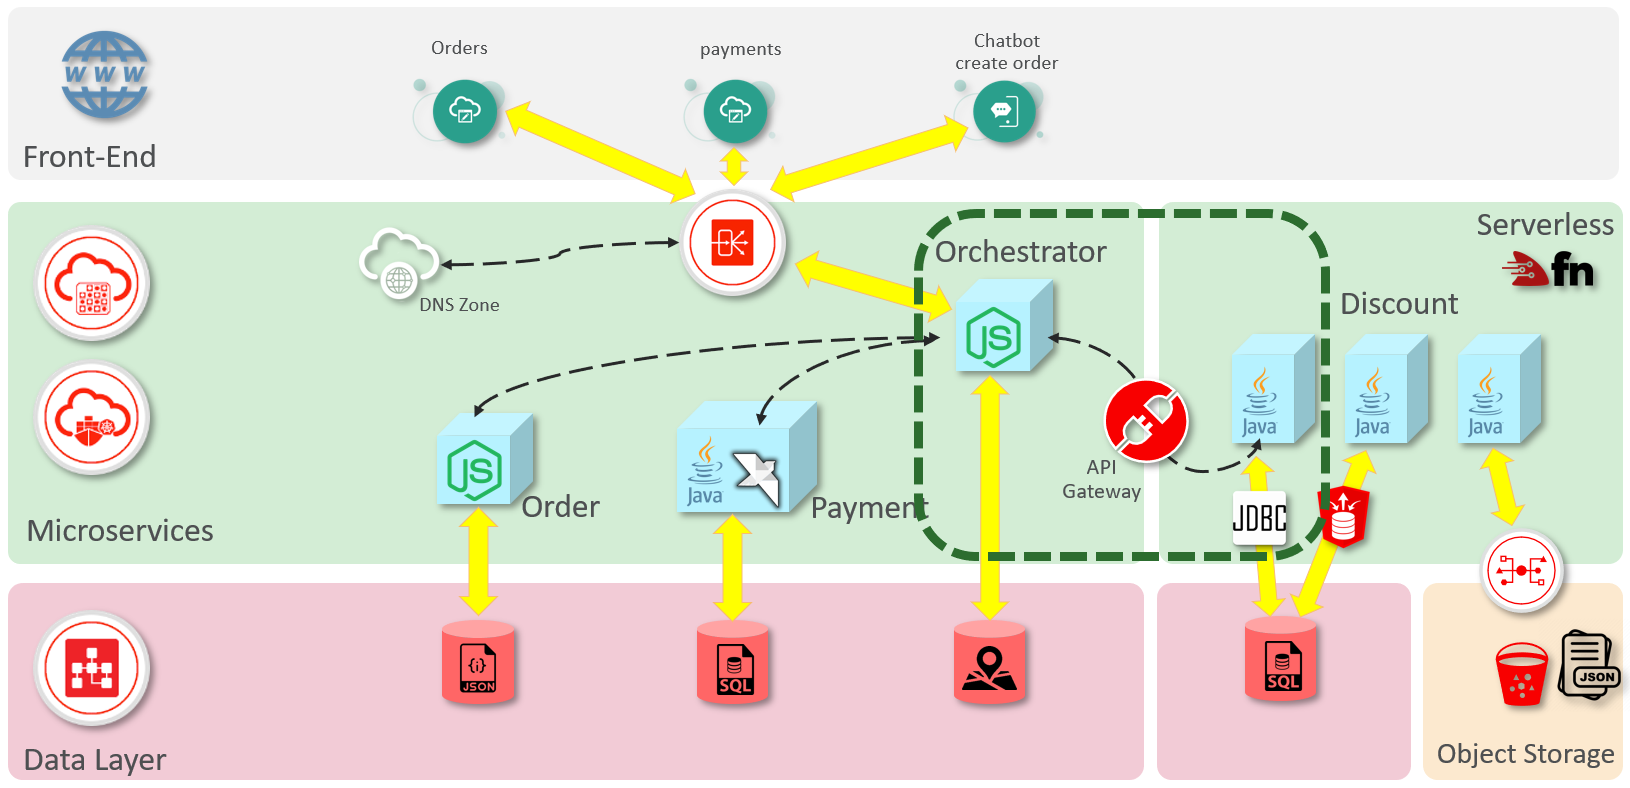 WWW
Front-End
Orders
payments
Chatbot
create order
Serverless
fn
DNS Zone
Orchestrator
JS
Discount
Java
Java
Java
API
Gateway
JS
Order
Java
Payment
JDBC
Microservices
{i}
JSON
SQL
SQL
JSON
Data Layer
Object Storage